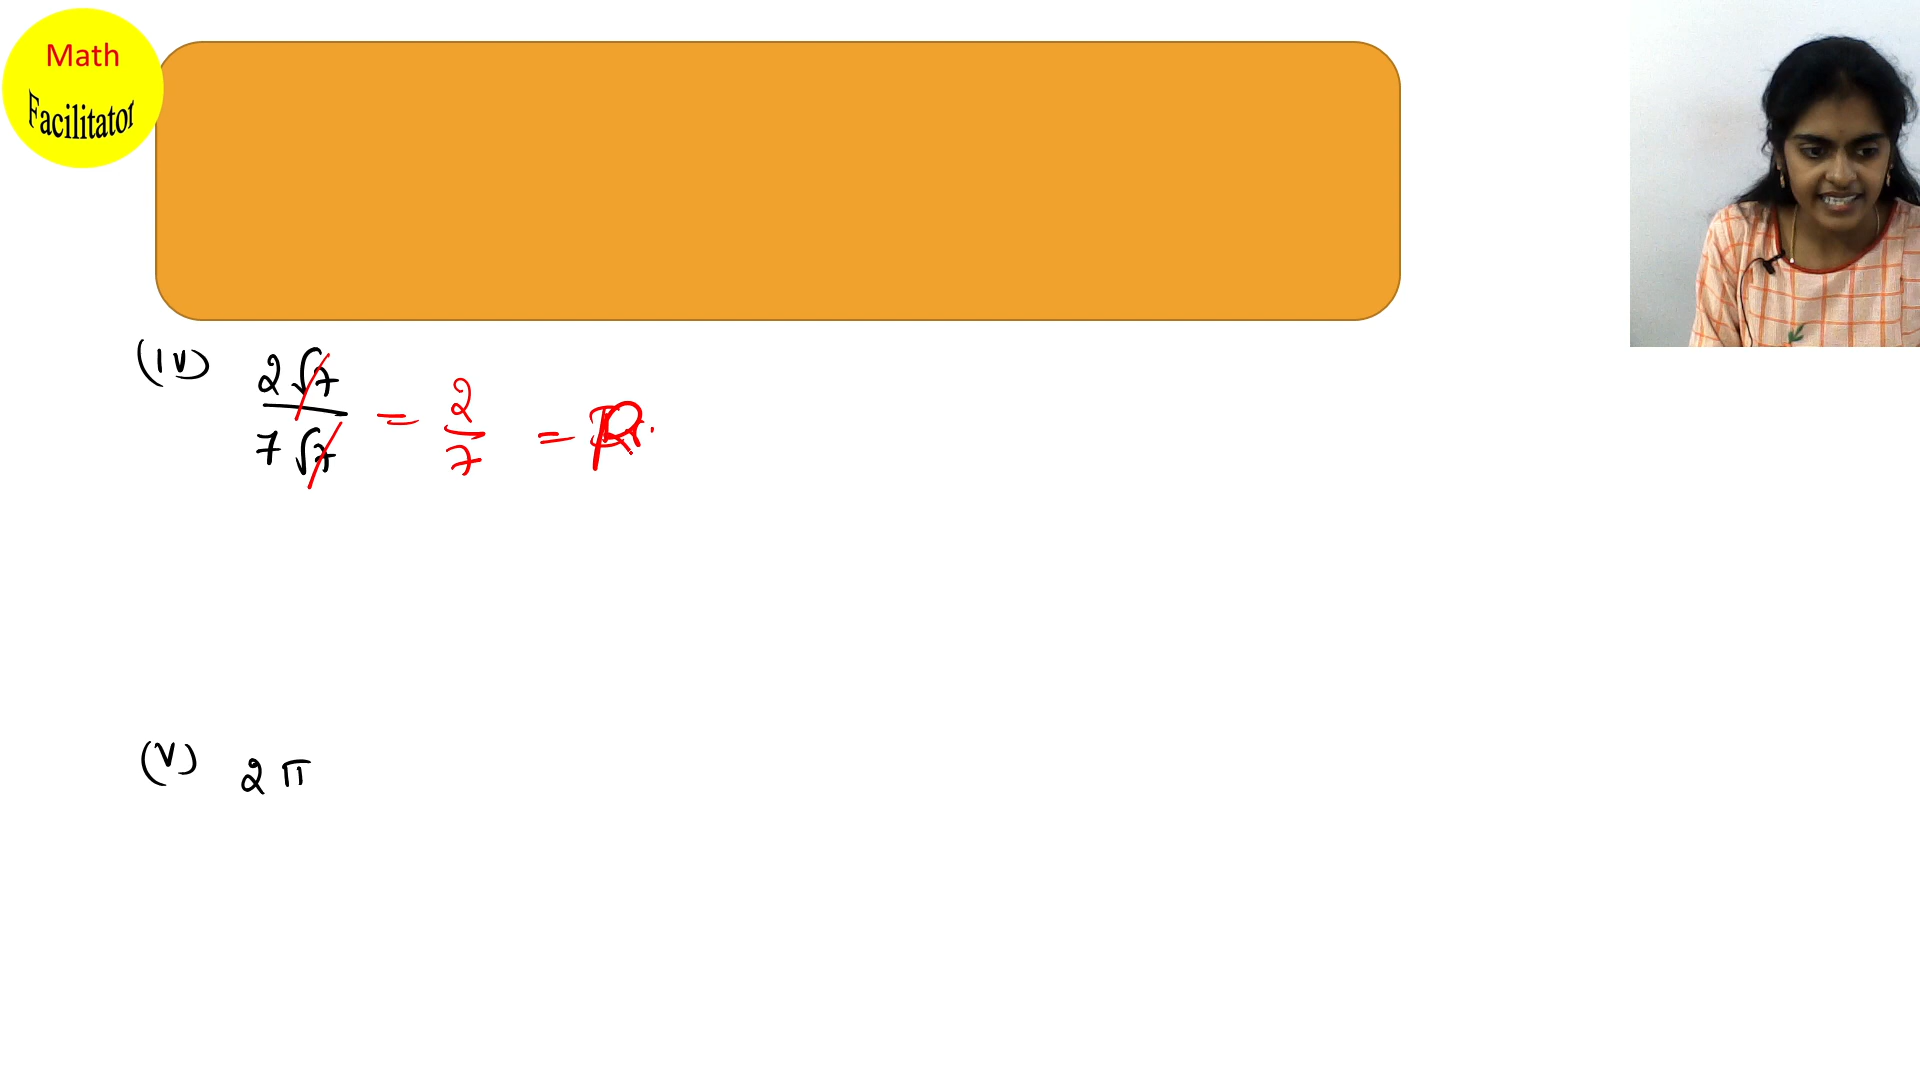 Math
Facilitator
(iv) 2√7 / 7√7 = 2/7 =
(v) 2π